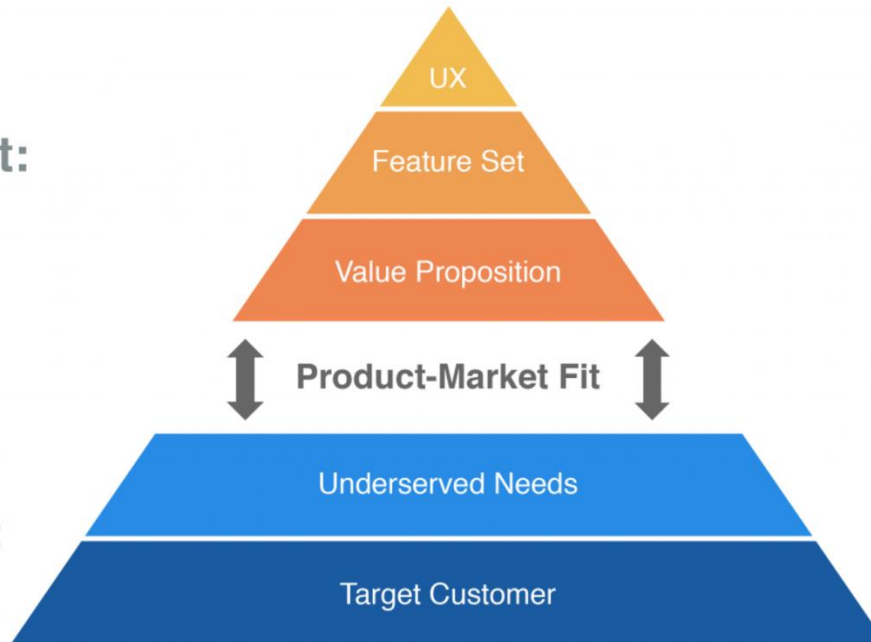 UX
t:
Feature Set
Value Proposition
Product-Market Fit
Underserved Needs
Target Customer